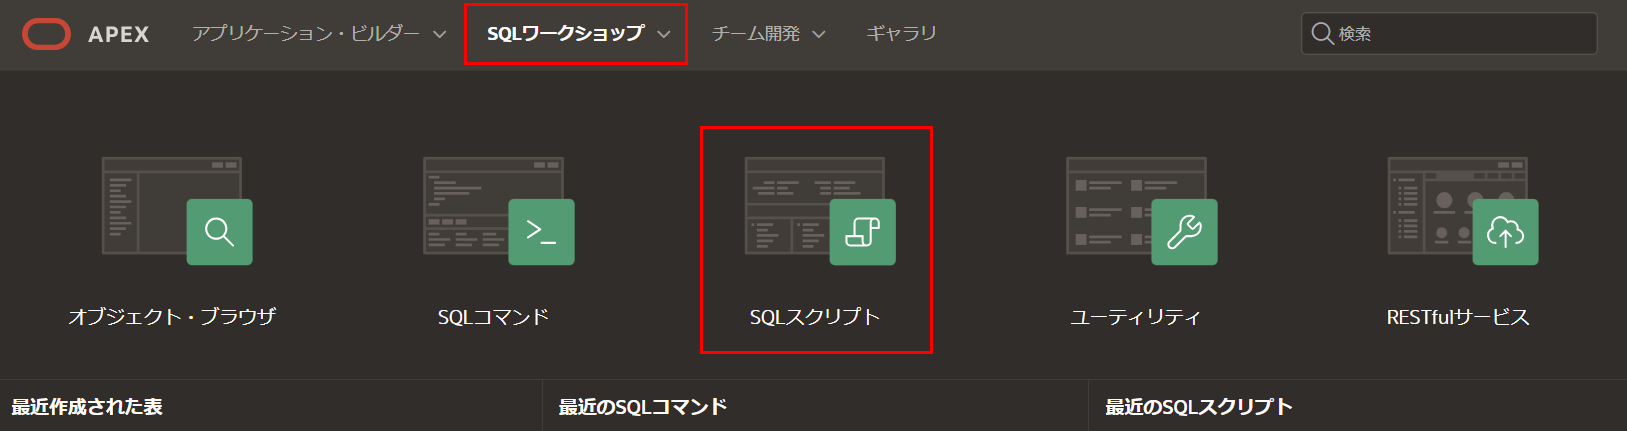 APEX アプリケーション・ビルダー SQLワークショップ チーム開発 ギャラリ 検索
オブジェクト・ブラウザ SQLコマンド SQLスクリプト ユーティリティ RESTfulサービス
最近作成された表 最近のSQLコマンド 最近のSQLスクリプト